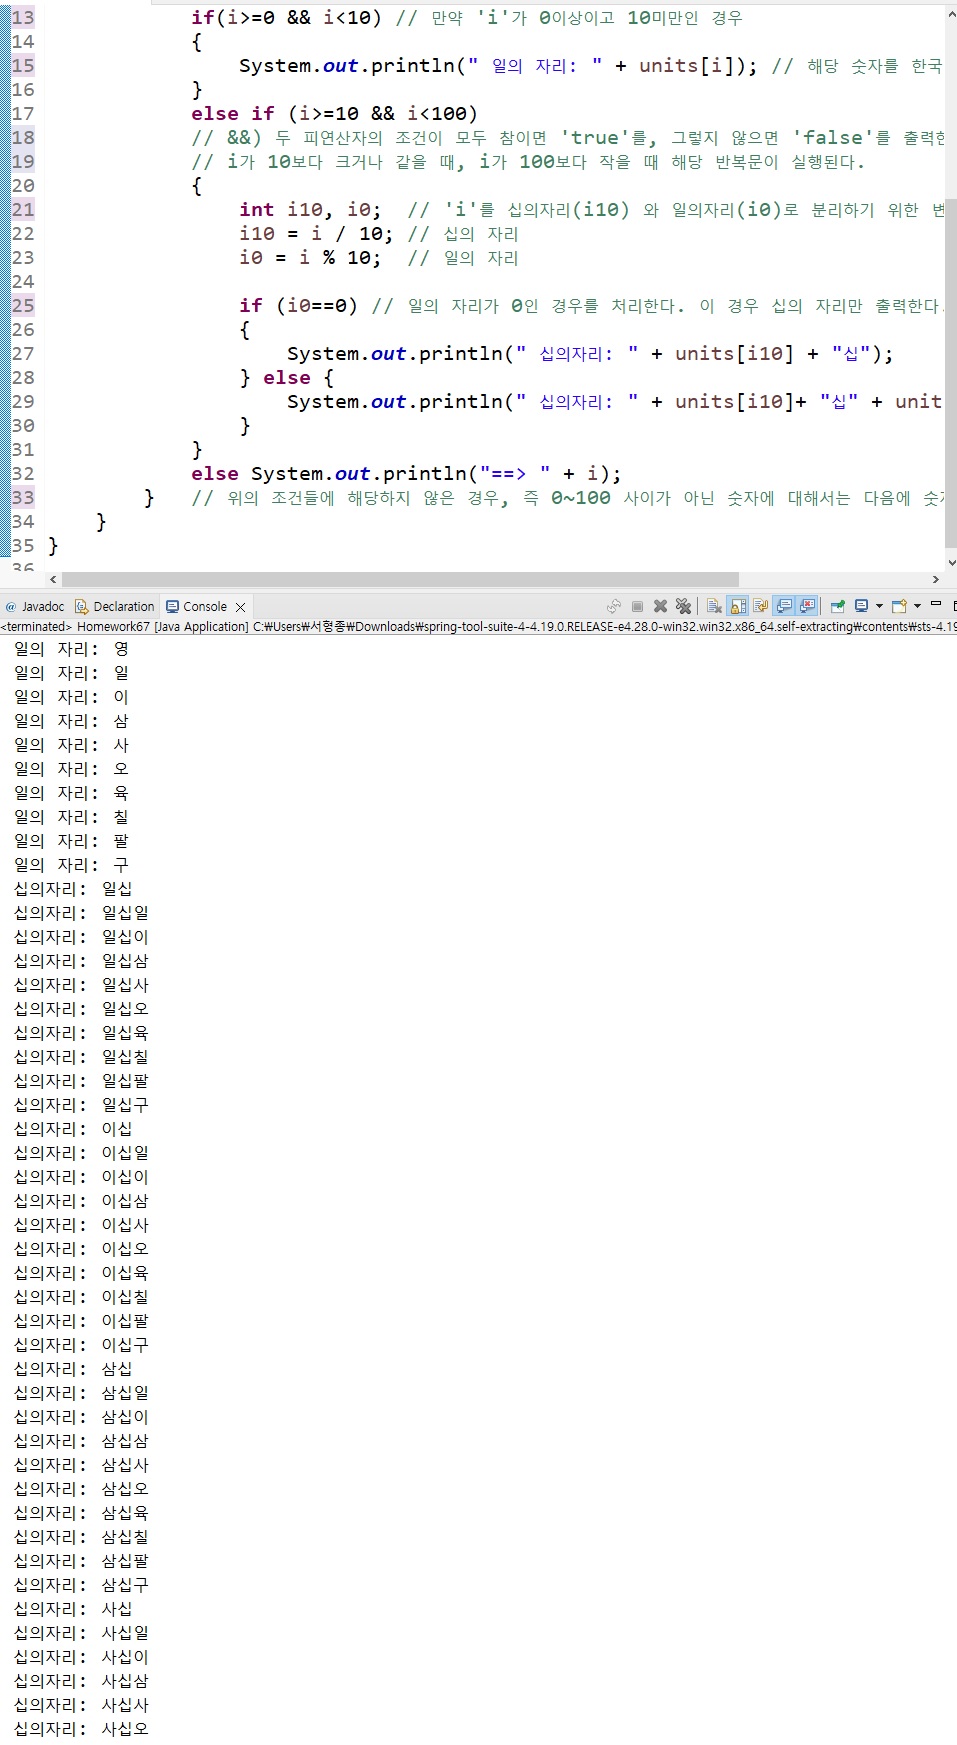 13 if(i>=0 && i<10) // 만약 'i'가 0이상이고 10미만인 경우
14 {
15 System.out.println(" 일의 자리: " + units[i]); // 해당 숫자를 한국
16 }
17 else if (i>=10 && i<100)
18 // &&) 두 피연산자의 조건이 모두 참이면 'true'를, 그렇지 않으면 'false'를 출력한
19 // i가 10보다 크거나 같을 때, i가 100보다 작을 때 해당 반복문이 실행된다.
20 {
21 int i10, i0; // 'i'를 십의자리(i10) 와 일의자리(i0)로 분리하기 위한 변
22 i10 = i / 10; // 십의 자리
23 i0 = i % 10; // 일의 자리
24
25 if (i0==0) // 일의 자리가 0인 경우를 처리한다. 이 경우 십의 자리만 출력한다.
26 {
27 System.out.println(" 십의자리: " + units[i10] + "십");
28 } else {
29 System.out.println(" 십의자리: " + units[i10]+ "십" + unit
30 }
31 }
32 else System.out.println("==> " + i);
33 } // 위의 조건들에 해당하지 않은 경우, 즉 0~100 사이가 아닌 숫자에 대해서는 다음에 숫자
34 }
35 }
36
@ Javadoc Declaration Console
<terminated> Homework67 [Java Application] C:₩Users₩서형종₩Downloads₩spring-tool-suite-4-4.19.0.RELEASE-e4.28.0-win32.win32.x86_64.self-extracting₩contents₩sts-4.19
일의 자리: 영
일의 자리: 일
일의 자리: 이
일의 자리: 삼
일의 자리: 사
일의 자리: 오
일의 자리: 육
일의 자리: 칠
일의 자리: 팔
일의 자리: 구
십의자리: 일십
십의자리: 일십일
십의자리: 일십이
십의자리: 일십삼
십의자리: 일십사
십의자리: 일십오
십의자리: 일십육
십의자리: 일십칠
십의자리: 일십팔
십의자리: 일십구
십의자리: 이십
십의자리: 이십일
십의자리: 이십이
십의자리: 이십삼
십의자리: 이십사
십의자리: 이십오
십의자리: 이십육
십의자리: 이십칠
십의자리: 이십팔
십의자리: 이십구
십의자리: 삼십
십의자리: 삼십일
십의자리: 삼십이
십의자리: 삼십삼
십의자리: 삼십사
십의자리: 삼십오
십의자리: 삼십육
십의자리: 삼십칠
십의자리: 삼십팔
십의자리: 삼십구
십의자리: 사십
십의자리: 사십일
십의자리: 사십이
십의자리: 사십삼
십의자리: 사십사
십의자리: 사십오